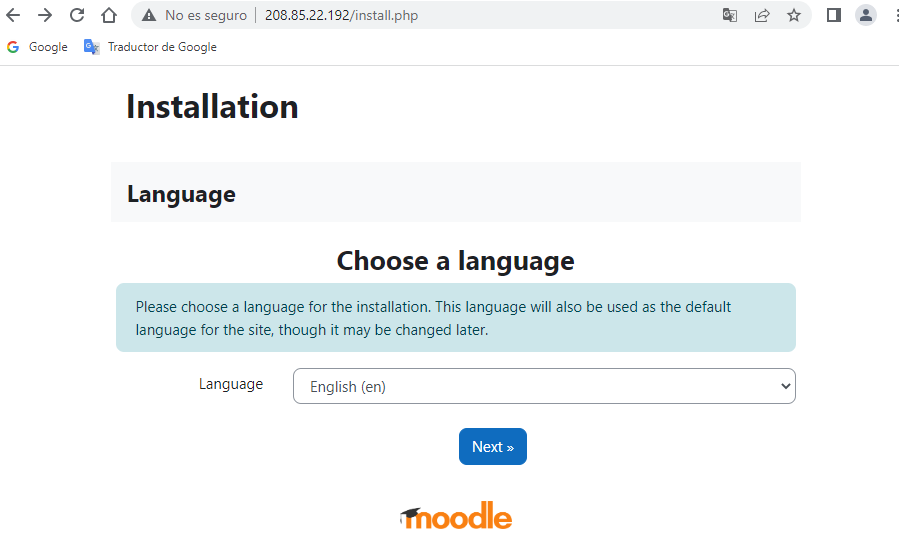 No es seguro 208.85.22.192/install.php
Google Traductor de Google
Installation
Language
Choose a language
Please choose a language for the installation. This language will also be used as the default
language for the site, though it may be changed later.
Language English (en)
Next »
moodle